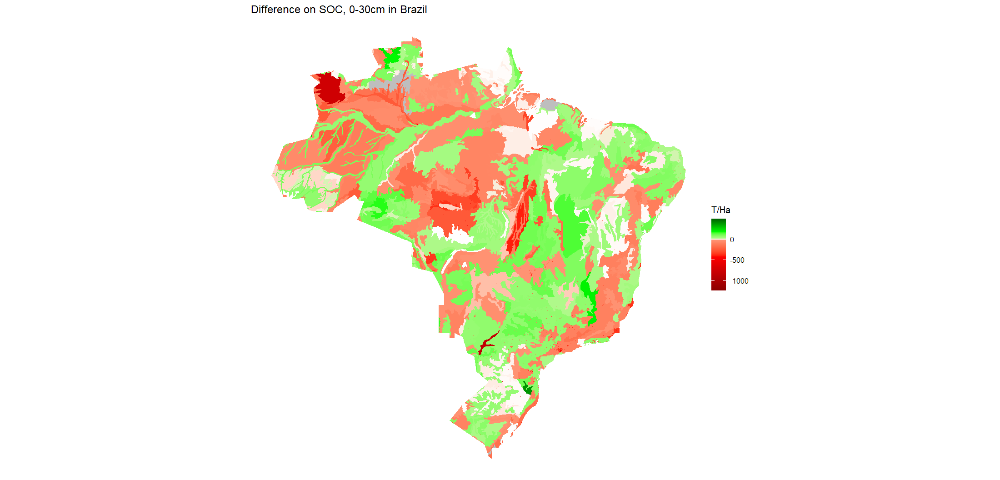 Difference on SOC, 0-30cm in Brazil
T/Ha
0
-500
-1000